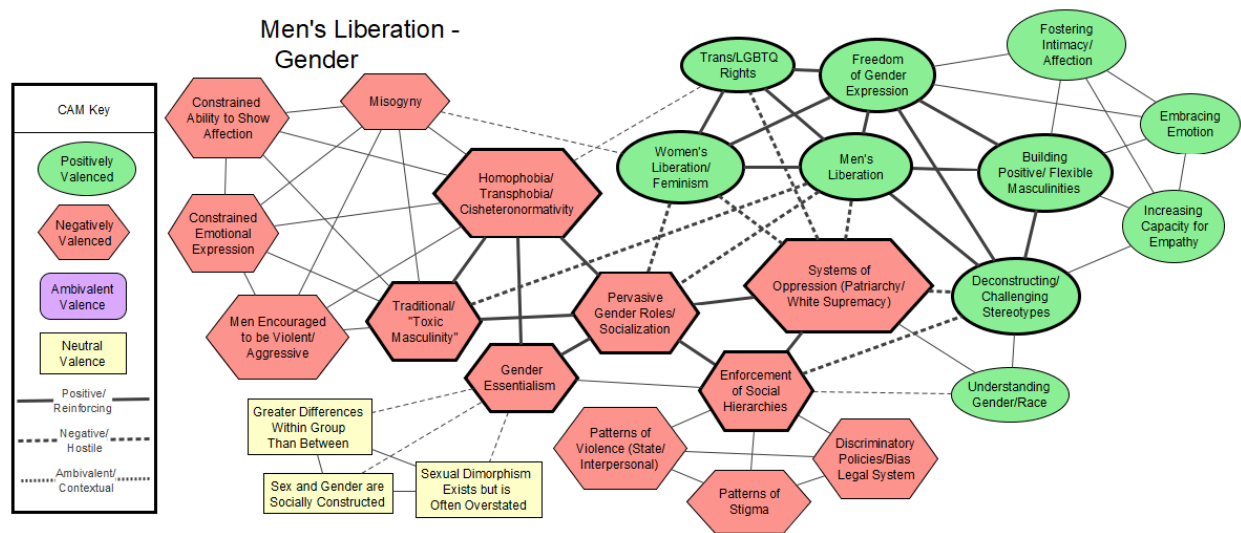 Men's Liberation -
Gender
CAM Key
Positively
Valenced
Negatively
Valenced
Ambivalent
Valence
Neutral
Valence
Positive/
Reinforcing
Negative/
Hostile
Ambivalent/
Contextual
Constrained
Ability to Show
Affection
Misogyny
Homophobia/
Transphobia/
Cisheteronormativity
Constrained
Emotional
Expression
Men Encouraged
to be Violent/
Aggressive
Traditional/
"Toxic
Masculinity"
Pervasive
Gender Roles/
Socialization
Gender
Essentialism
Systems of
Oppression (Patriarchy/
White Supremacy)
Enforcement
of Social
Hierarchies
Patterns of
Violence (State/
Interpersonal)
Patterns of
Stigma
Discriminatory
Policies/Bias
Legal System
Greater Differences
Within Group
Than Between
Sex and Gender are
Socially Constructed
Sexual Dimorphism
Exists but is
Often Overstated
Trans/LGBTQ
Rights
Freedom
of Gender
Expression
Women's
Liberation/
Feminism
Men's
Liberation
Building
Positive/ Flexible
Masculinities
Fostering
Intimacy/
Affection
Embracing
Emotion
Increasing
Capacity for
Empathy
Deconstructing/
Challenging
Stereotypes
Understanding
Gender/Race